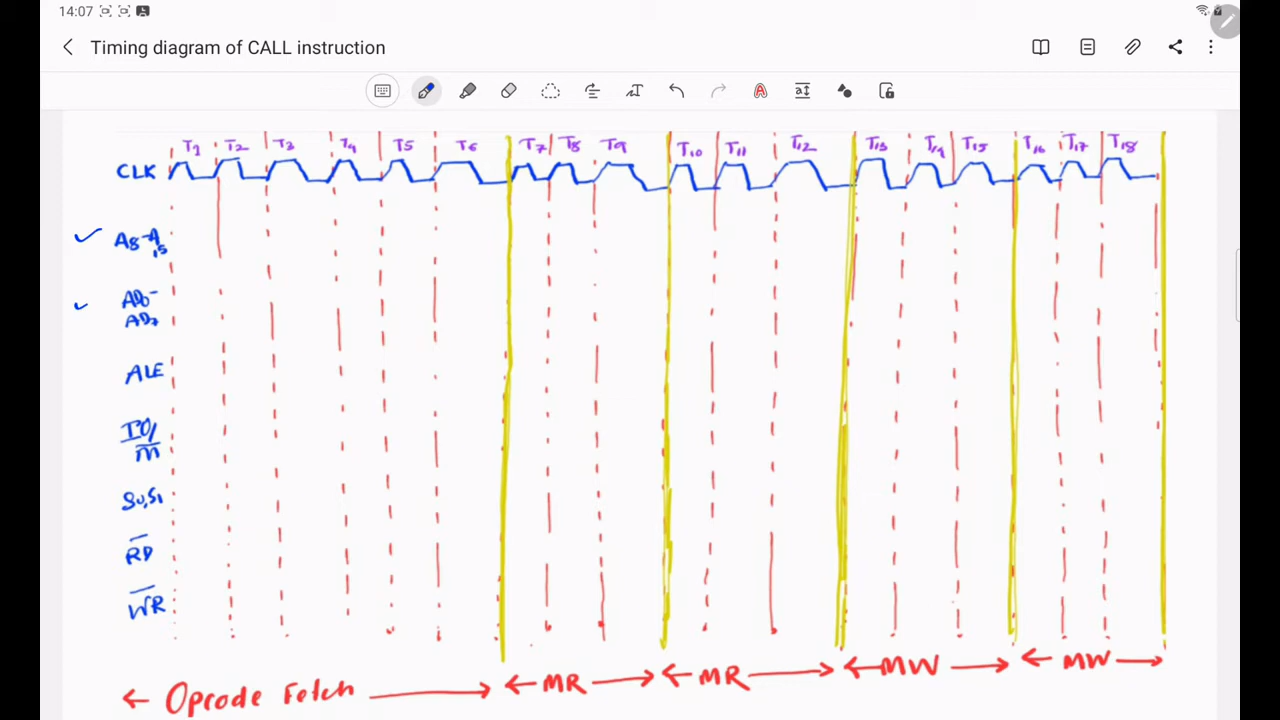 14:07
Timing diagram of CALL instruction
T1 T2 T3 T4 T5 T6 T7 T8 T9 T10 T11 T12 T13 T14 T15 T16 T17 T18
CLK
A8-A15
AD0-
AD7
ALE
IO/
M̅
S0,S1
R̅D̅
W̅R̅
← Opcode Fetch → ← MR → ← MR → ← MW → ← MW →